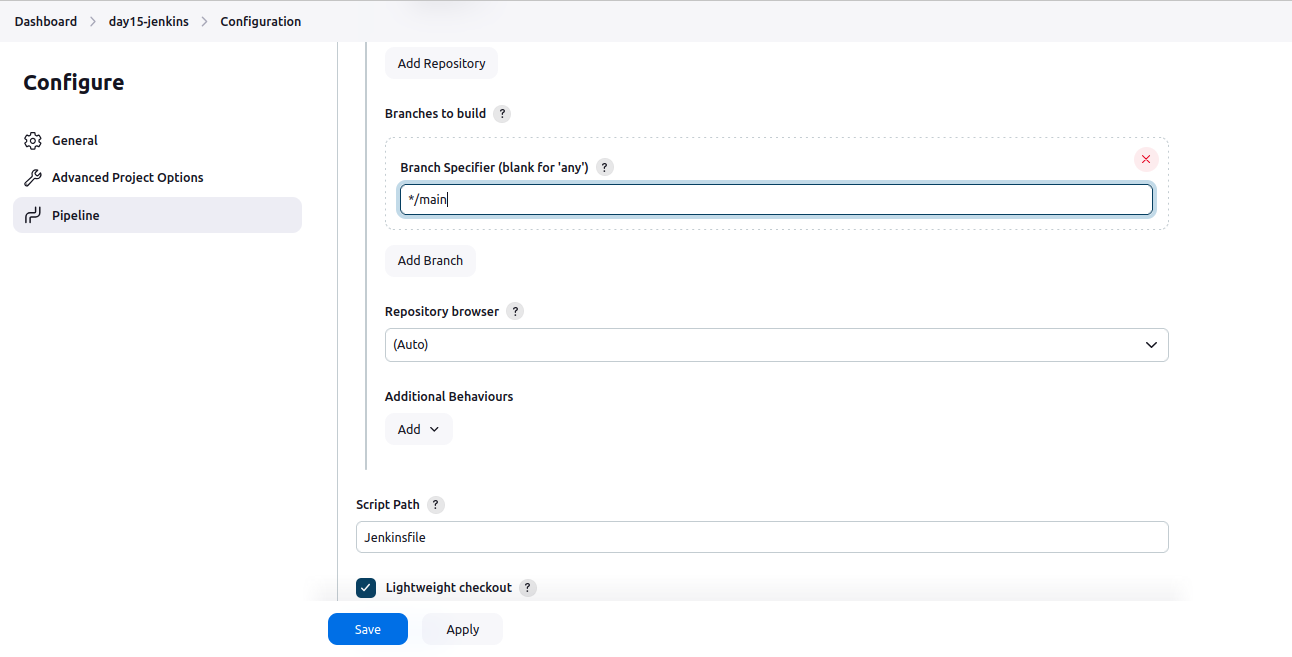 Dashboard > day15-jenkins > Configuration
Configure
General
Advanced Project Options
Pipeline
Add Repository
Branches to build ?
Branch Specifier (blank for 'any') ?
*/main
Add Branch
Repository browser ?
(Auto)
Additional Behaviours
Add
Script Path ?
Jenkinsfile
Lightweight checkout ?
Save Apply